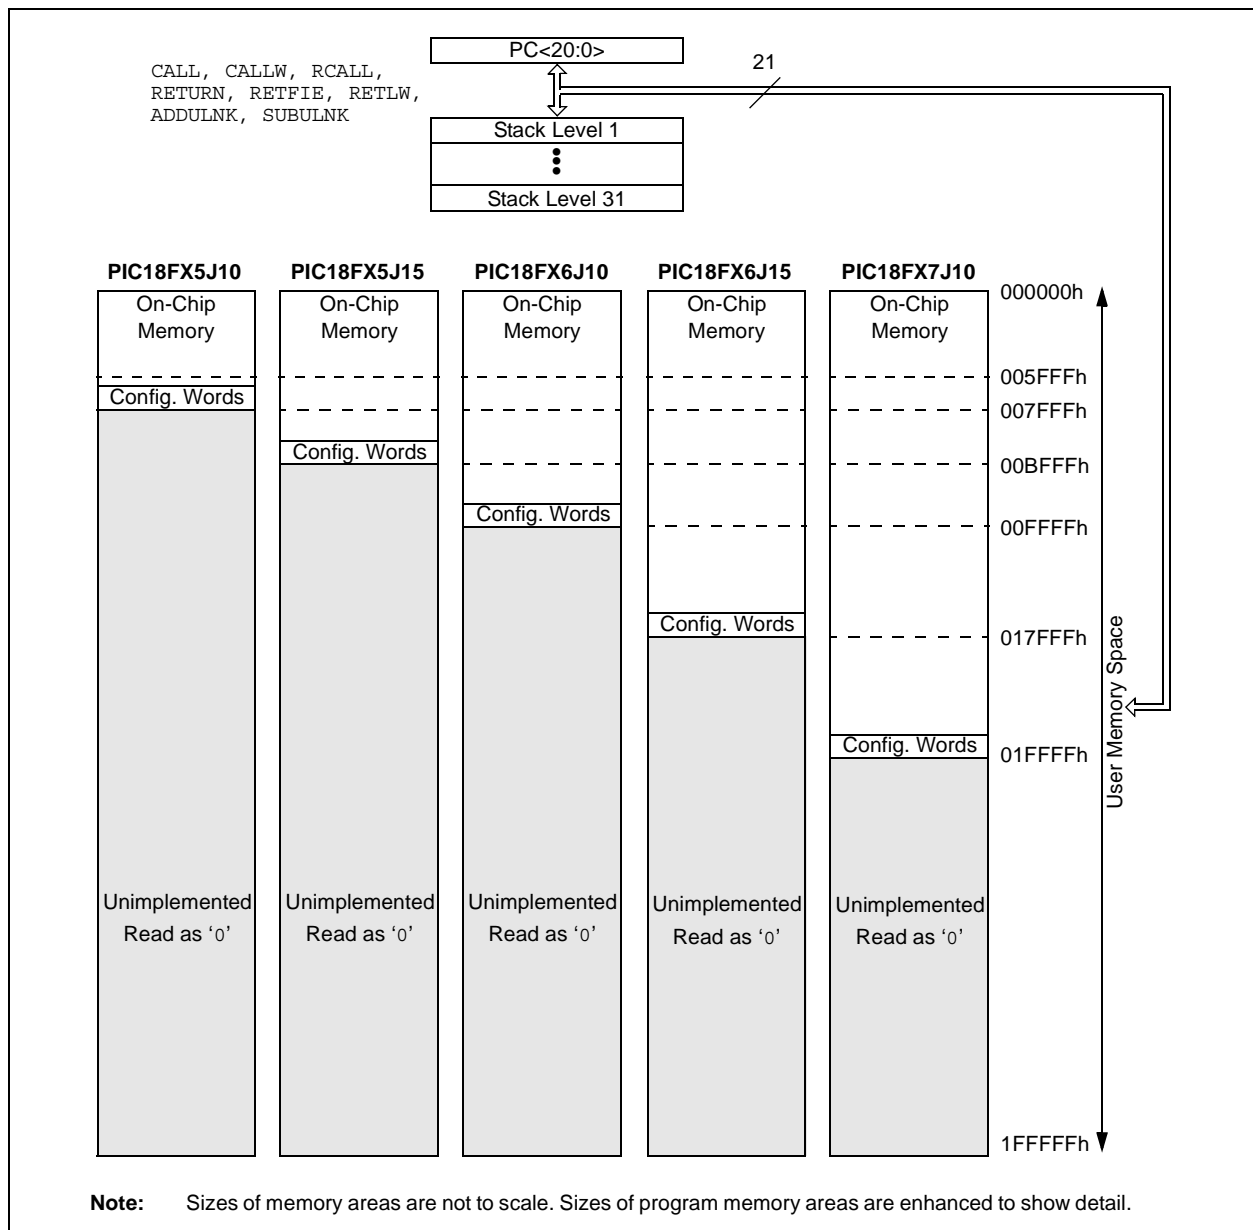 PC<20:0>
21
CALL, CALLW, RCALL,
RETURN, RETFIE, RETLW,
ADDULNK, SUBULNK
Stack Level 1
Stack Level 31
PIC18FX5J10
PIC18FX5J15
PIC18FX6J10
PIC18FX6J15
PIC18FX7J10
On-Chip
Memory
On-Chip
Memory
On-Chip
Memory
On-Chip
Memory
On-Chip
Memory
000000h
005FFFh
Config. Words
007FFFh
Config. Words
00BFFFh
Config. Words
00FFFFh
Config. Words
017FFFh
Config. Words
01FFFFh
User Memory Space
Unimplemented
Read as ‘0’
Unimplemented
Read as ‘0’
Unimplemented
Read as ‘0’
Unimplemented
Read as ‘0’
Unimplemented
Read as ‘0’
1FFFFFh
Note: Sizes of memory areas are not to scale. Sizes of program memory areas are enhanced to show detail.